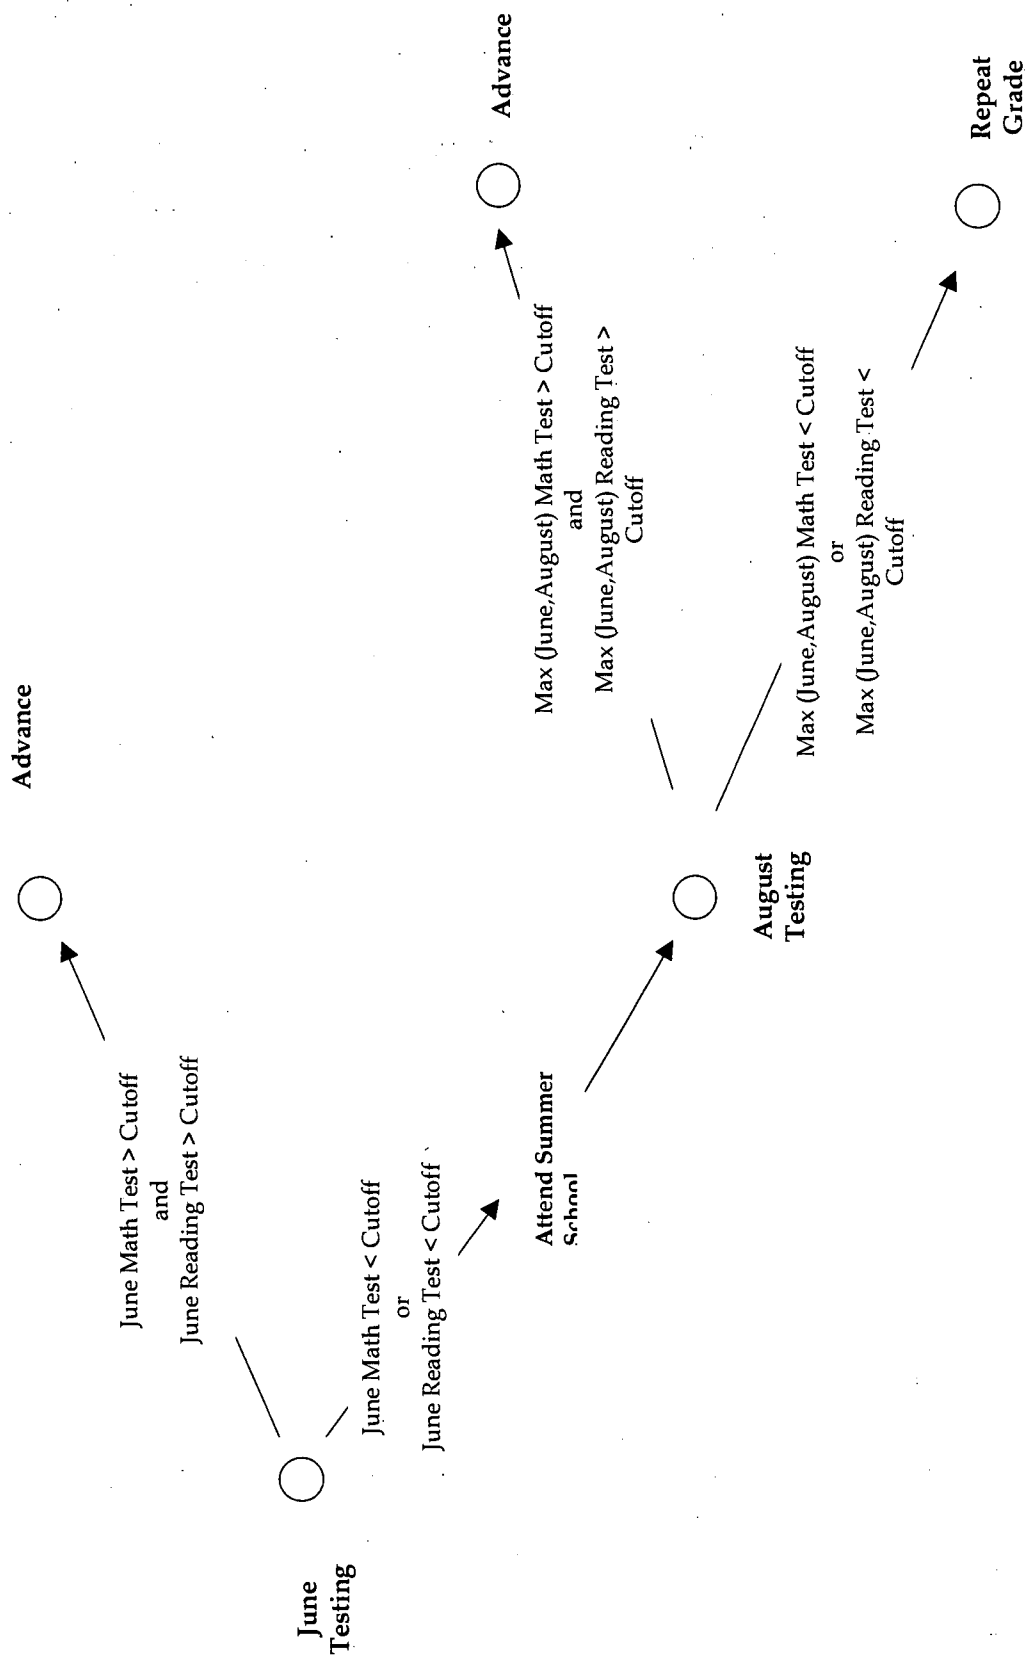 Advance
June Math Test > Cutoff
and
June Reading Test > Cutoff
June
Testing
June Math Test < Cutoff
or
June Reading Test < Cutoff
Attend Summer
School
August
Testing
Max (June,August) Math Test > Cutoff
and
Max (June,August) Reading Test >
Cutoff
Advance
Max (June,August) Math Test < Cutoff
or
Max (June,August) Reading Test <
Cutoff
Repeat
Grade